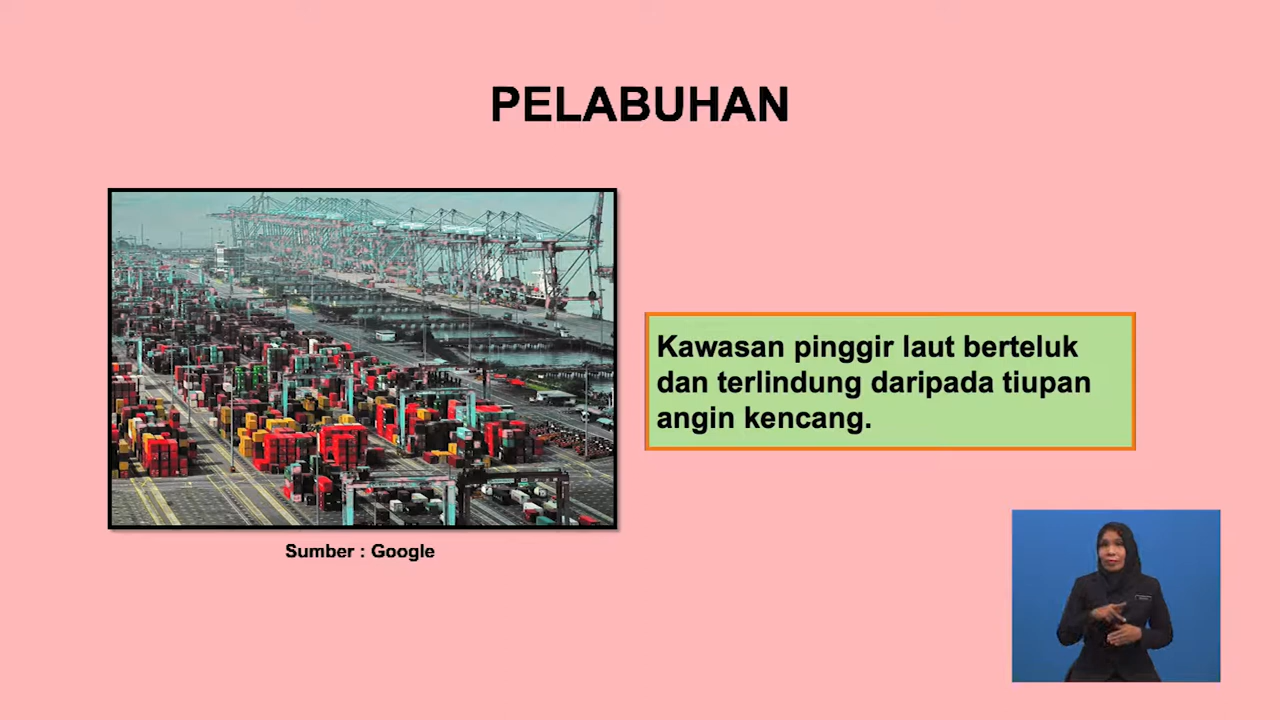 PELABUHAN
Kawasan pinggir laut berteluk
dan terlindung daripada tiupan
angin kencang.
Sumber : Google